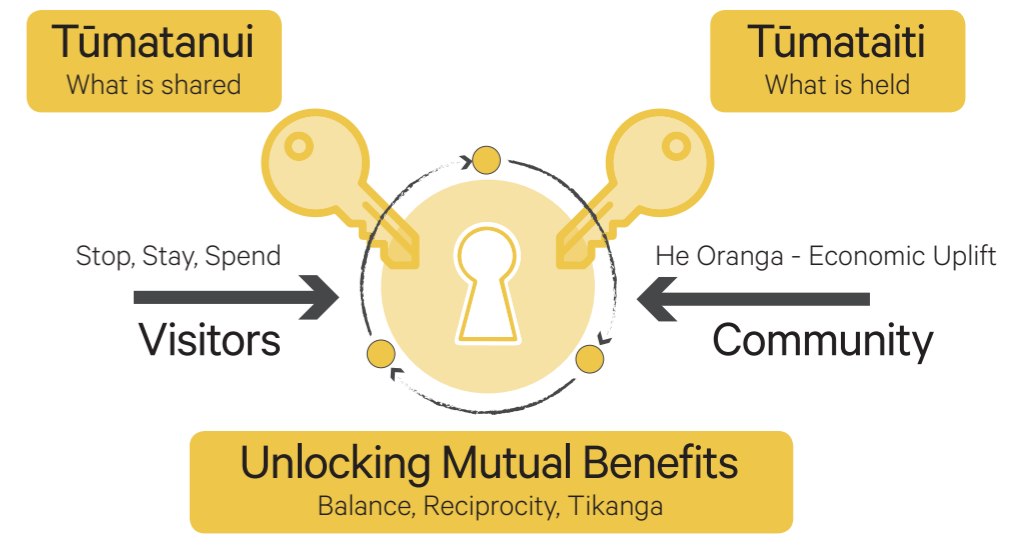 Tūmatanui
What is shared
Tūmataiti
What is held
Stop, Stay, Spend
Visitors
He Oranga - Economic Uplift
Community
Unlocking Mutual Benefits
Balance, Reciprocity, Tikanga